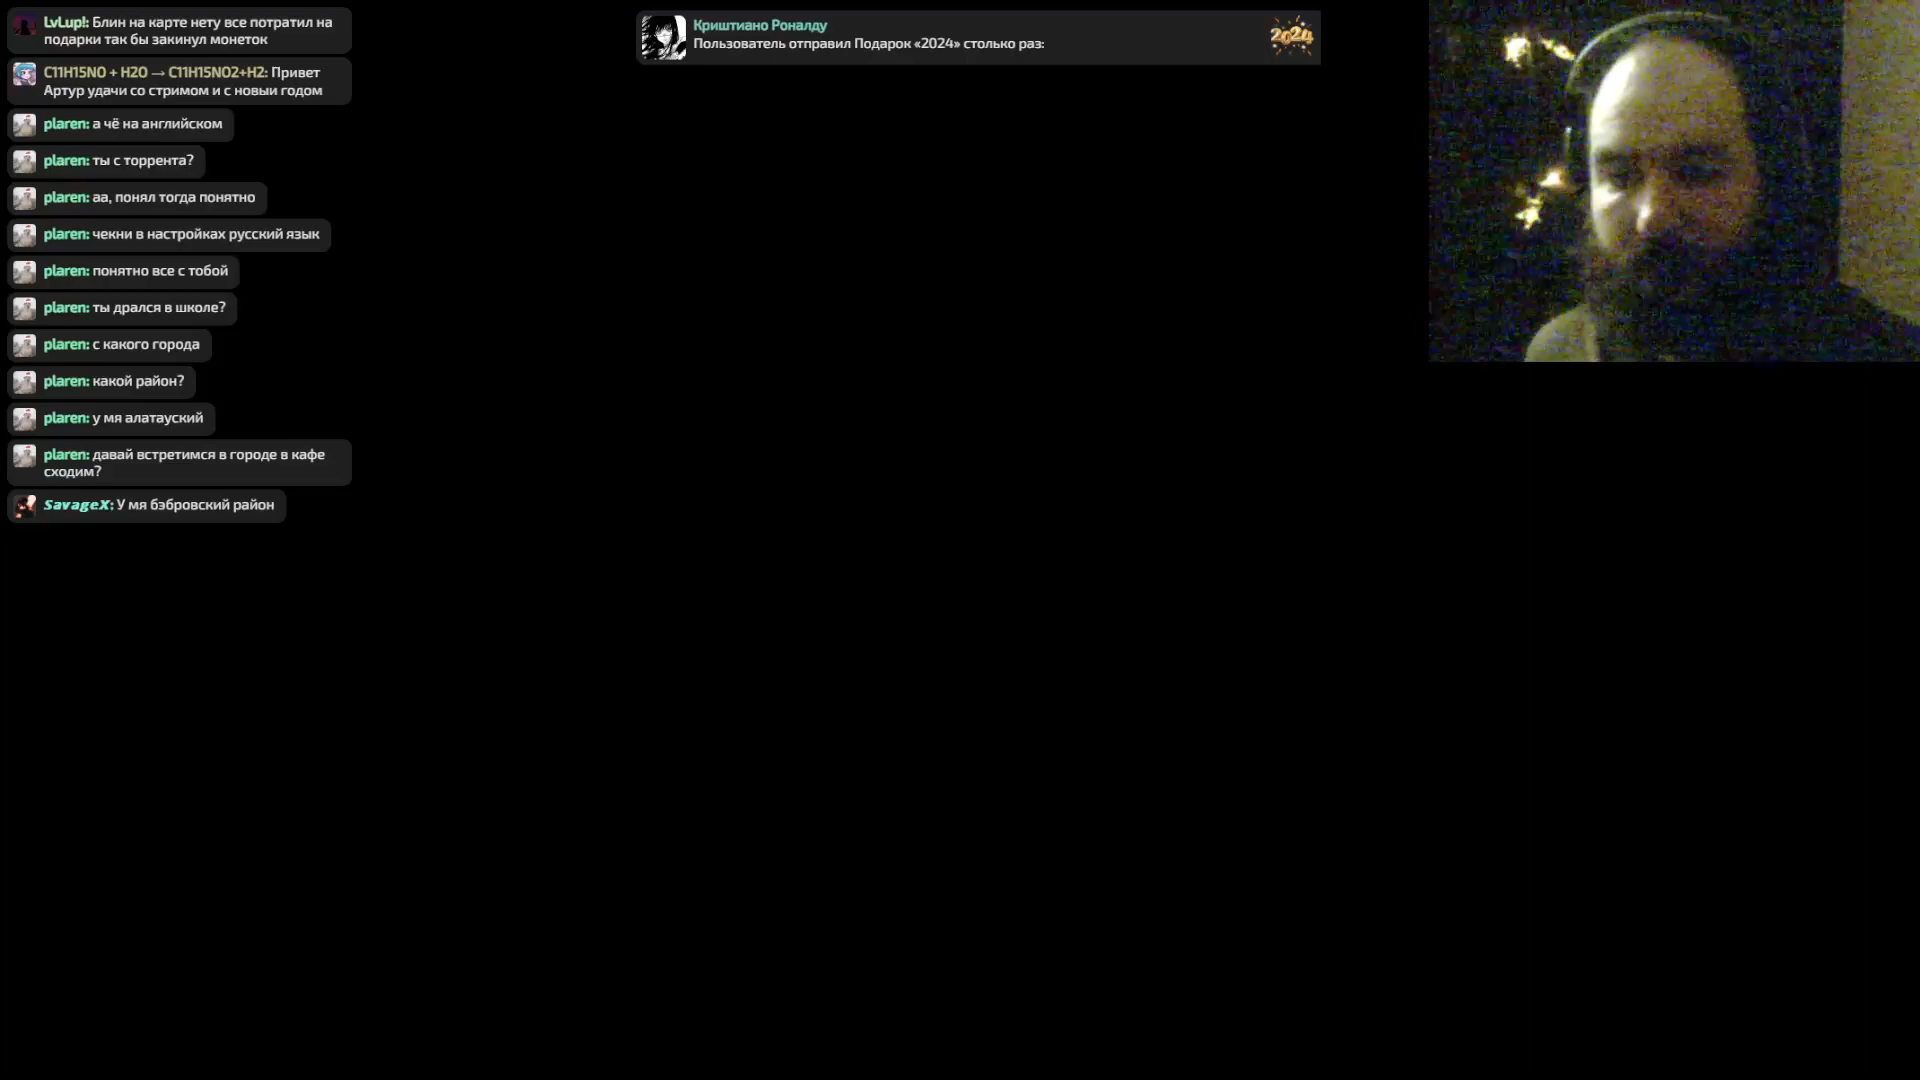 LvLup!: Блин на карте нету все потратил на
подарки так бы закинул монеток
C11H15NO + H2O → C11H15NO2+H2: Привет
Артур удачи со стримом и с новыи годом
plaren: а чё на английском
plaren: ты с торрента?
plaren: аа, понял тогда понятно
plaren: чекни в настройках русский язык
plaren: понятно все с тобой
plaren: ты дрался в школе?
plaren: с какого города
plaren: какой район?
plaren: у мя алатауский
plaren: давай встретимся в городе в кафе
сходим?
SavageX: У мя бэбровский район
Криштиано Роналду
Пользователь отправил Подарок «2024» столько раз:
2024